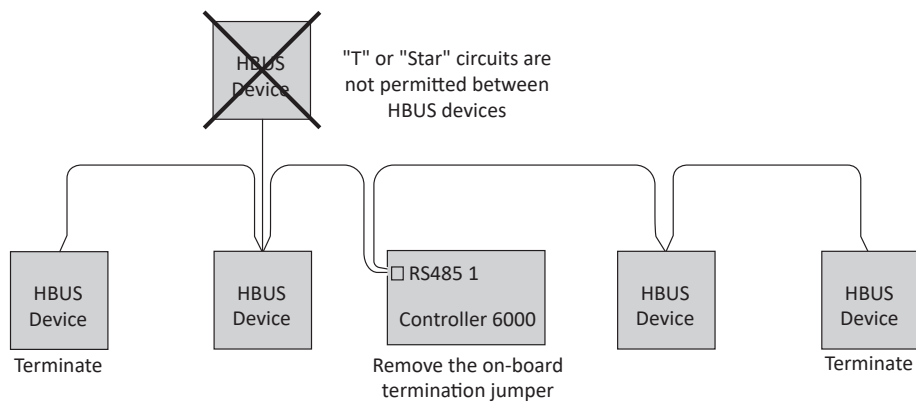 HBUS
Device
"T" or "Star" circuits are
not permitted between
HBUS devices
HBUS
Device
Terminate
HBUS
Device
RS485 1
Controller 6000
Remove the on-board
termination jumper
HBUS
Device
HBUS
Device
Terminate